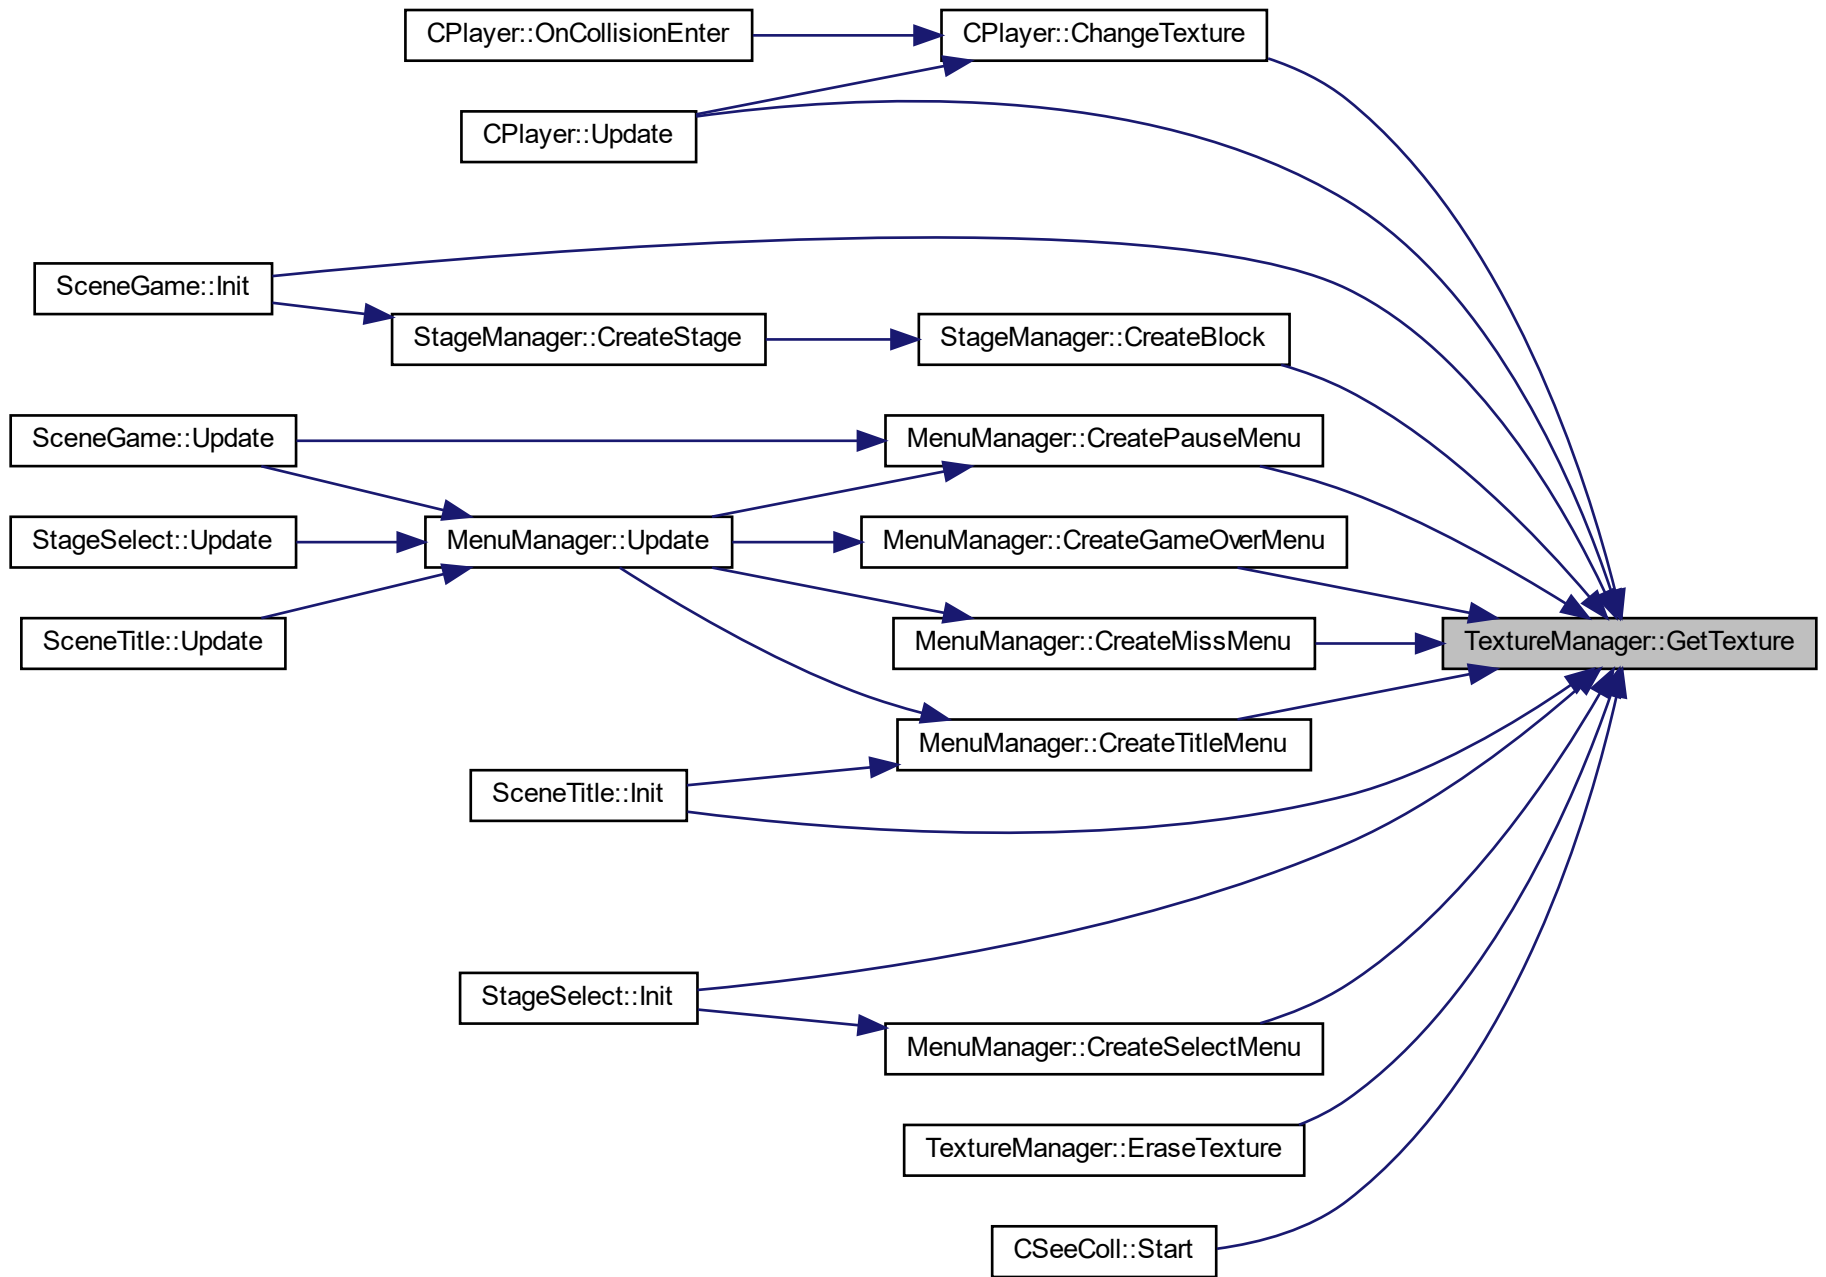 CPlayer::OnCollisionEnter
CPlayer::ChangeTexture
CPlayer::Update
SceneGame::Init
StageManager::CreateStage
StageManager::CreateBlock
SceneGame::Update
MenuManager::CreatePauseMenu
StageSelect::Update
MenuManager::Update
MenuManager::CreateGameOverMenu
SceneTitle::Update
MenuManager::CreateMissMenu
TextureManager::GetTexture
MenuManager::CreateTitleMenu
SceneTitle::Init
StageSelect::Init
MenuManager::CreateSelectMenu
TextureManager::EraseTexture
CSeeColl::Start